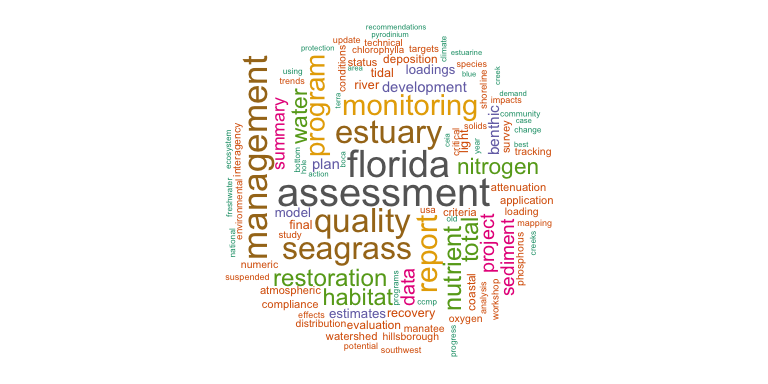 recommendations
pyrodinium
update
technical
protection
chlorophylla
targets
climate
estuarine
conditions
status
deposition
using
area
tidal
loadings
species
trends
river
development
blue
creek
shoreline
program
water
terra
monitoring
demand
impacts
management
summary
estuary
community
solids
benthic
case
change
ceia
critical
light
year
survey
best
tracking
ecosystem
interagency
bottom
hole
plan
action
boca
florida
nitrogen
assessment
attenuation
application
freshwater
environmental
model
quality
usa
criteria
old
loading
final
study
mapping
national
seagrass
report
nutrient
total
project
sediment
phosphorus
creeks
numeric
suspended
restoration
programs
data
atmospheric
habitat
ccmp
coastal
analysis
workshop
compliance
effects
estimates
recovery
oxygen
distribution
evaluation
manatee
progress
watershed
hillsborough
potential
southwest